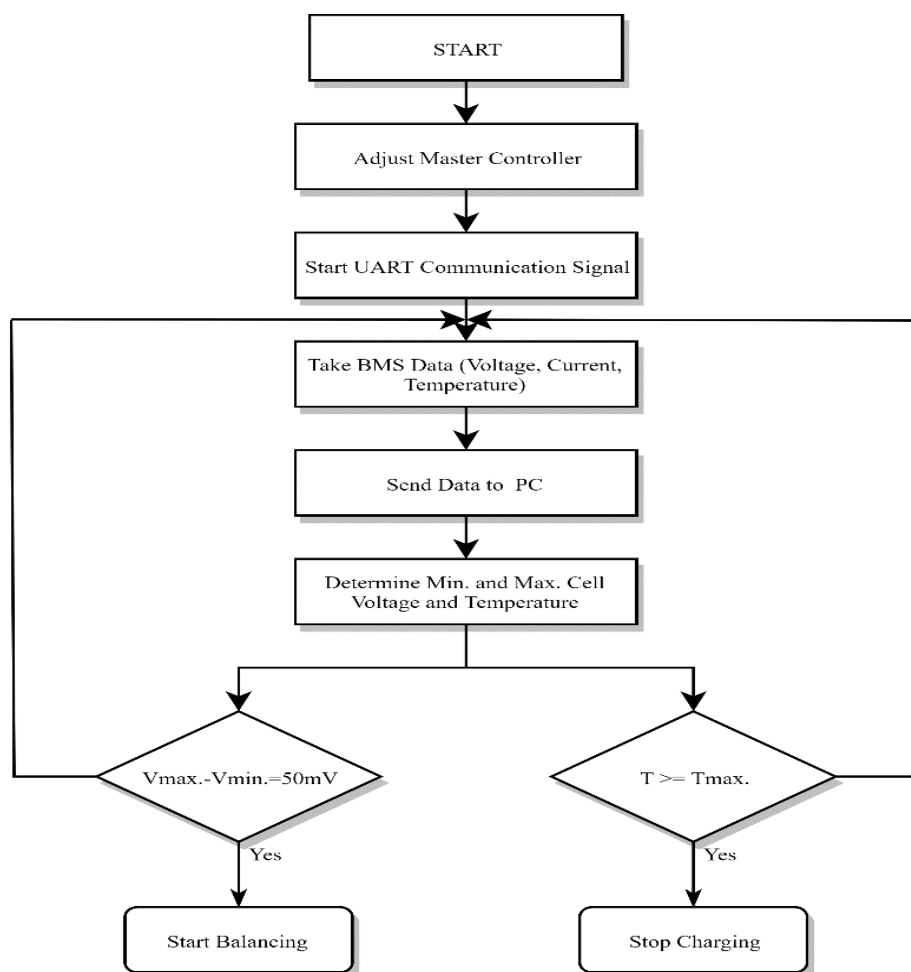 START
Adjust Master Controller
Start UART Communication Signal
Take BMS Data (Voltage, Current,
Temperature)
Send Data to PC
Determine Min. and Max. Cell
Voltage and Temperature
Vmax.-Vmin.=50mV
T >= Tmax.
Yes
Yes
Start Balancing
Stop Charging